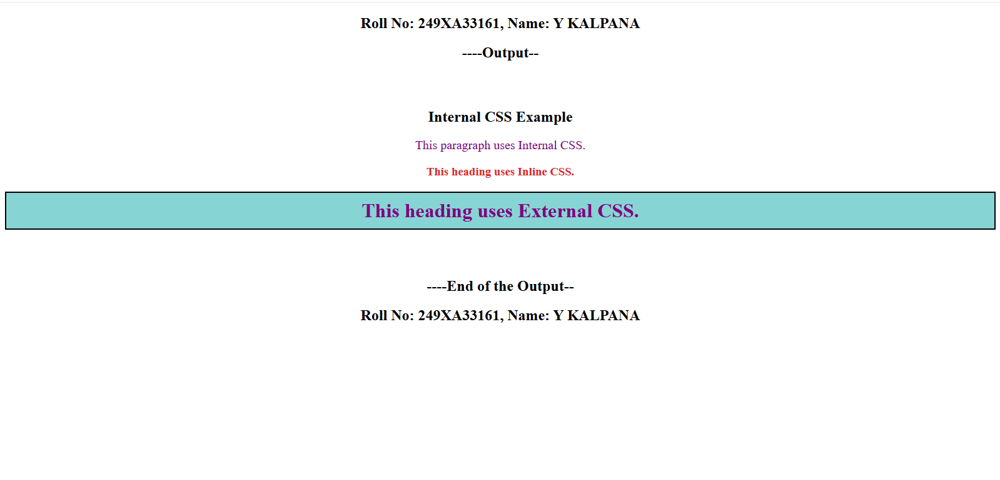 Roll No: 249XA33161, Name: Y KALPANA
----Output--
Internal CSS Example
This paragraph uses Internal CSS.
This heading uses Inline CSS.
This heading uses External CSS.
----End of the Output--
Roll No: 249XA33161, Name: Y KALPANA